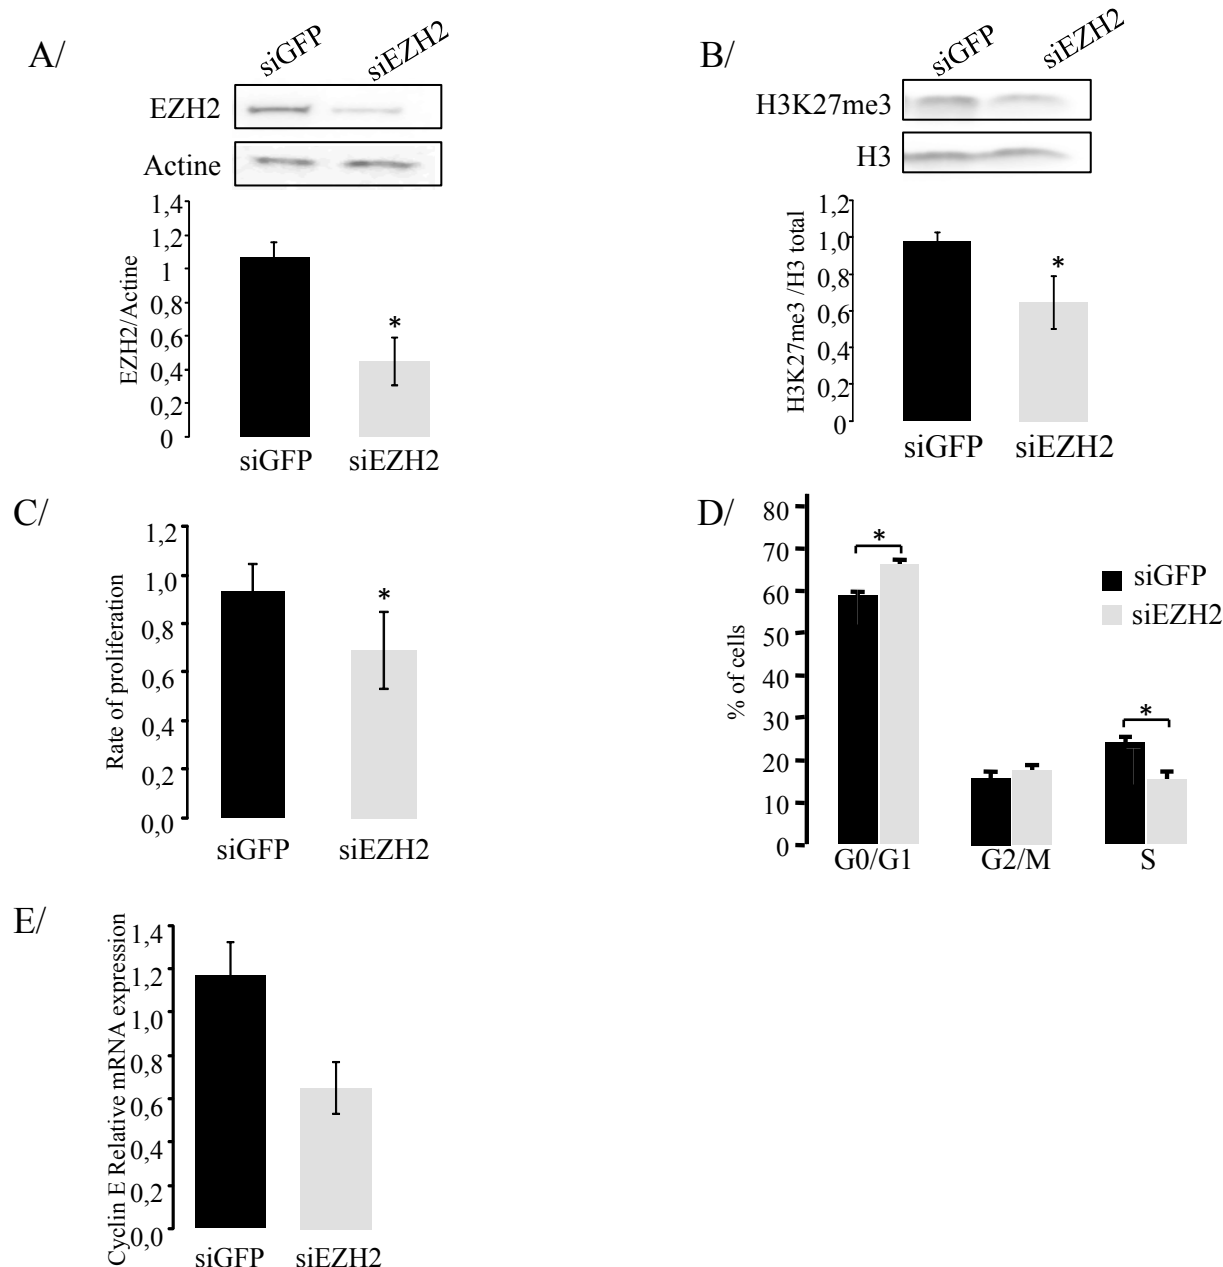 A/
siGFP
siEZH2
EZH2
Actine
1,4
1,2
1
0,8
0,6
0,4
0,2
0
EZH2/Actine
*
siGFP
siEZH2
B/
siGFP
siEZH2
H3K27me3
H3
1,2
1,0
0,8
0,6
0,4
0,2
0
H3K27me3 /H3 total
*
siGFP
siEZH2
C/
1,2
1,0
0,8
0,6
0,4
0,2
0,0
Rate of proliferation
*
siGFP
siEZH2
D/
80
70
60
50
40
30
20
10
0
% of cells
*
*
siGFP
siEZH2
G0/G1
G2/M
S
E/
1,4
1,2
1,0
0,8
0,6
0,4
0,2
0,0
Cyclin E Relative mRNA expression
siGFP
siEZH2